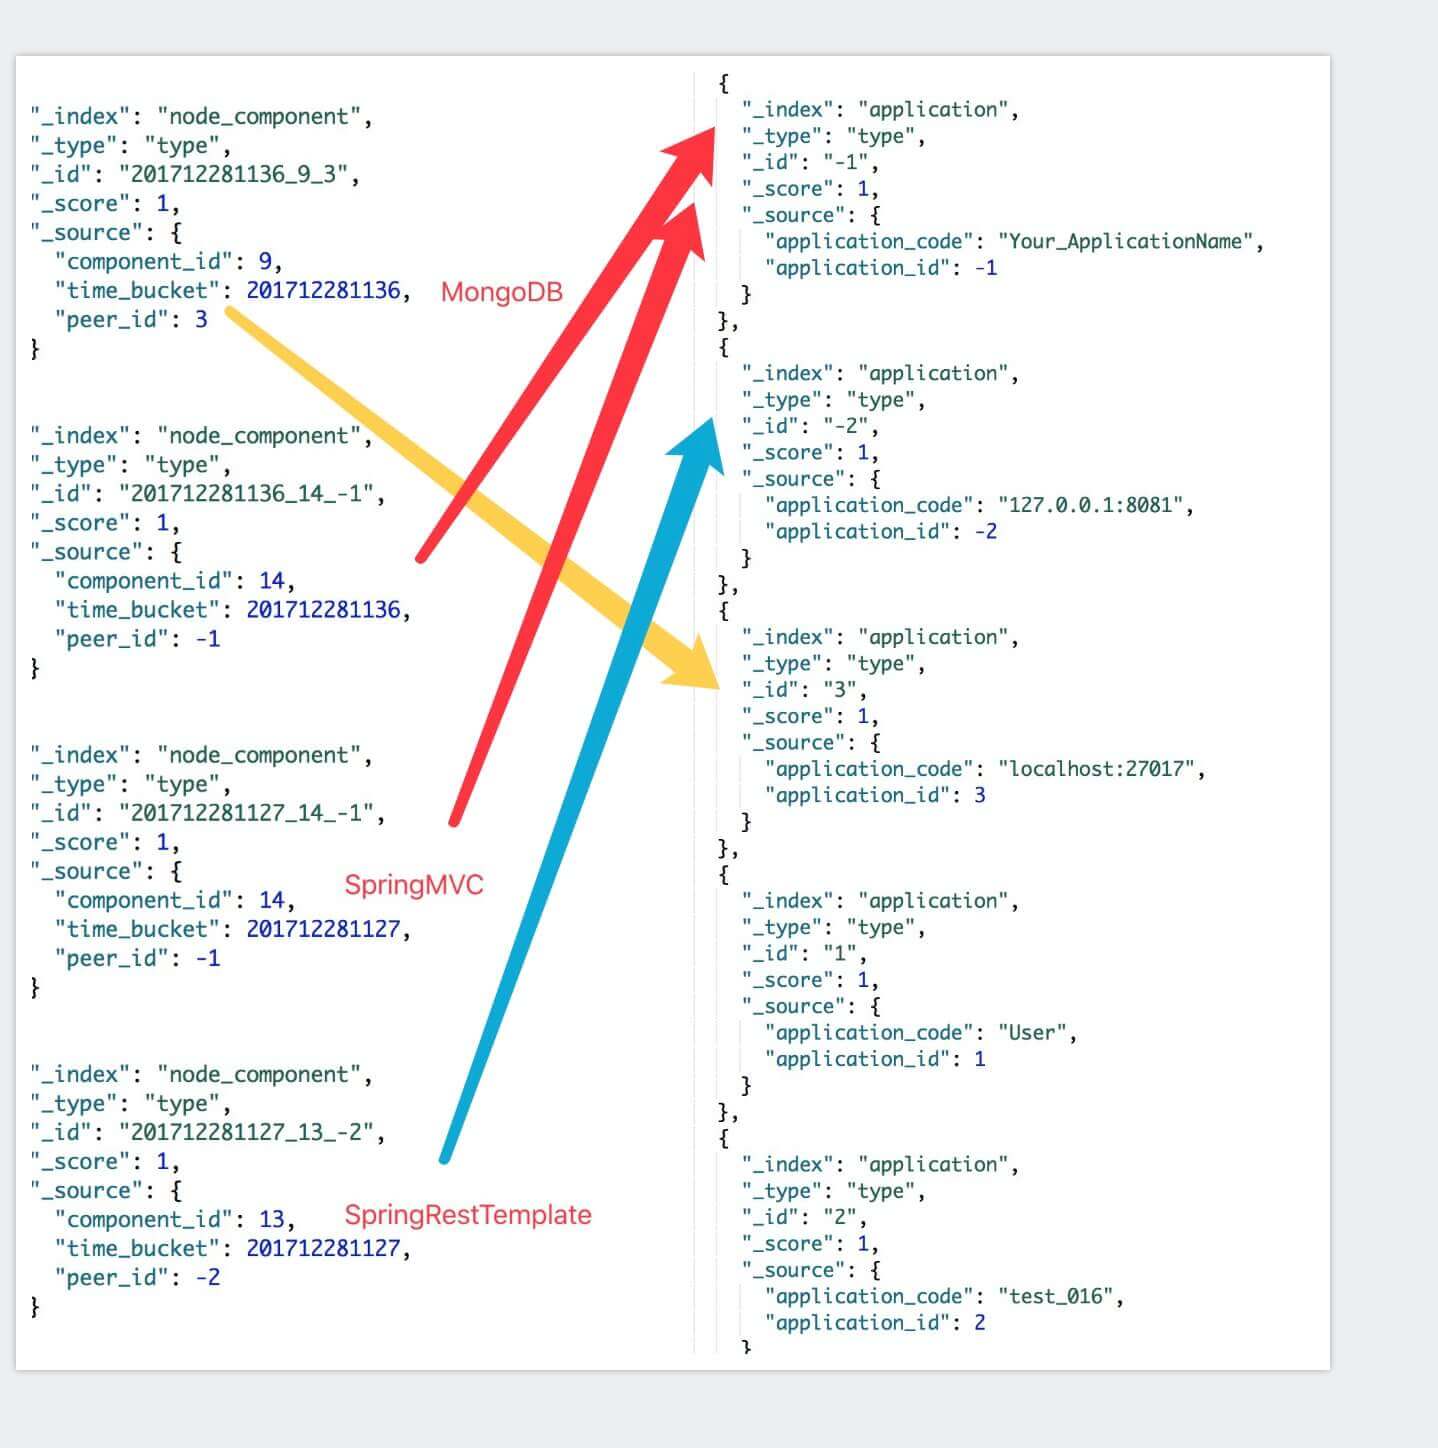 "_index": "node_component",
"_type": "type",
"_id": "201712281136_9_3",
"_score": 1,
"_source": {
"component_id": 9,
"time_bucket": 201712281136,
"peer_id": 3
}
MongoDB
"_index": "node_component",
"_type": "type",
"_id": "201712281136_14_-1",
"_score": 1,
"_source": {
"component_id": 14,
"time_bucket": 201712281136,
"peer_id": -1
}
"_index": "node_component",
"_type": "type",
"_id": "201712281127_14_-1",
"_score": 1,
"_source": {
"component_id": 14,
"time_bucket": 201712281127,
"peer_id": -1
}
SpringMVC
"_index": "node_component",
"_type": "type",
"_id": "201712281127_13_-2",
"_score": 1,
"_source": {
"component_id": 13,
"time_bucket": 201712281127,
"peer_id": -2
}
SpringRestTemplate
{
"_index": "application",
"_type": "type",
"_id": "-1",
"_score": 1,
"_source": {
"application_code": "Your_ApplicationName",
"application_id": -1
}
},
{
"_index": "application",
"_type": "type",
"_id": "-2",
"_score": 1,
"_source": {
"application_code": "127.0.0.1:8081",
"application_id": -2
}
},
{
"_index": "application",
"_type": "type",
"_id": "3",
"_score": 1,
"_source": {
"application_code": "localhost:27017",
"application_id": 3
}
},
{
"_index": "application",
"_type": "type",
"_id": "1",
"_score": 1,
"_source": {
"application_code": "User",
"application_id": 1
}
},
{
"_index": "application",
"_type": "type",
"_id": "2",
"_score": 1,
"_source": {
"application_code": "test_016",
"application_id": 2
}